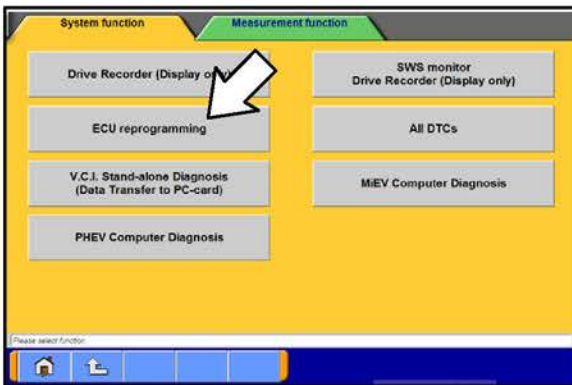 System function
Measurement function
Drive Recorder (Display only)
SWS monitor
Drive Recorder (Display only)
ECU reprogramming
All DTCs
V.C.I. Stand-alone Diagnosis
(Data Transfer to PC-card)
MiEV Computer Diagnosis
PHEV Computer Diagnosis
Please select function.